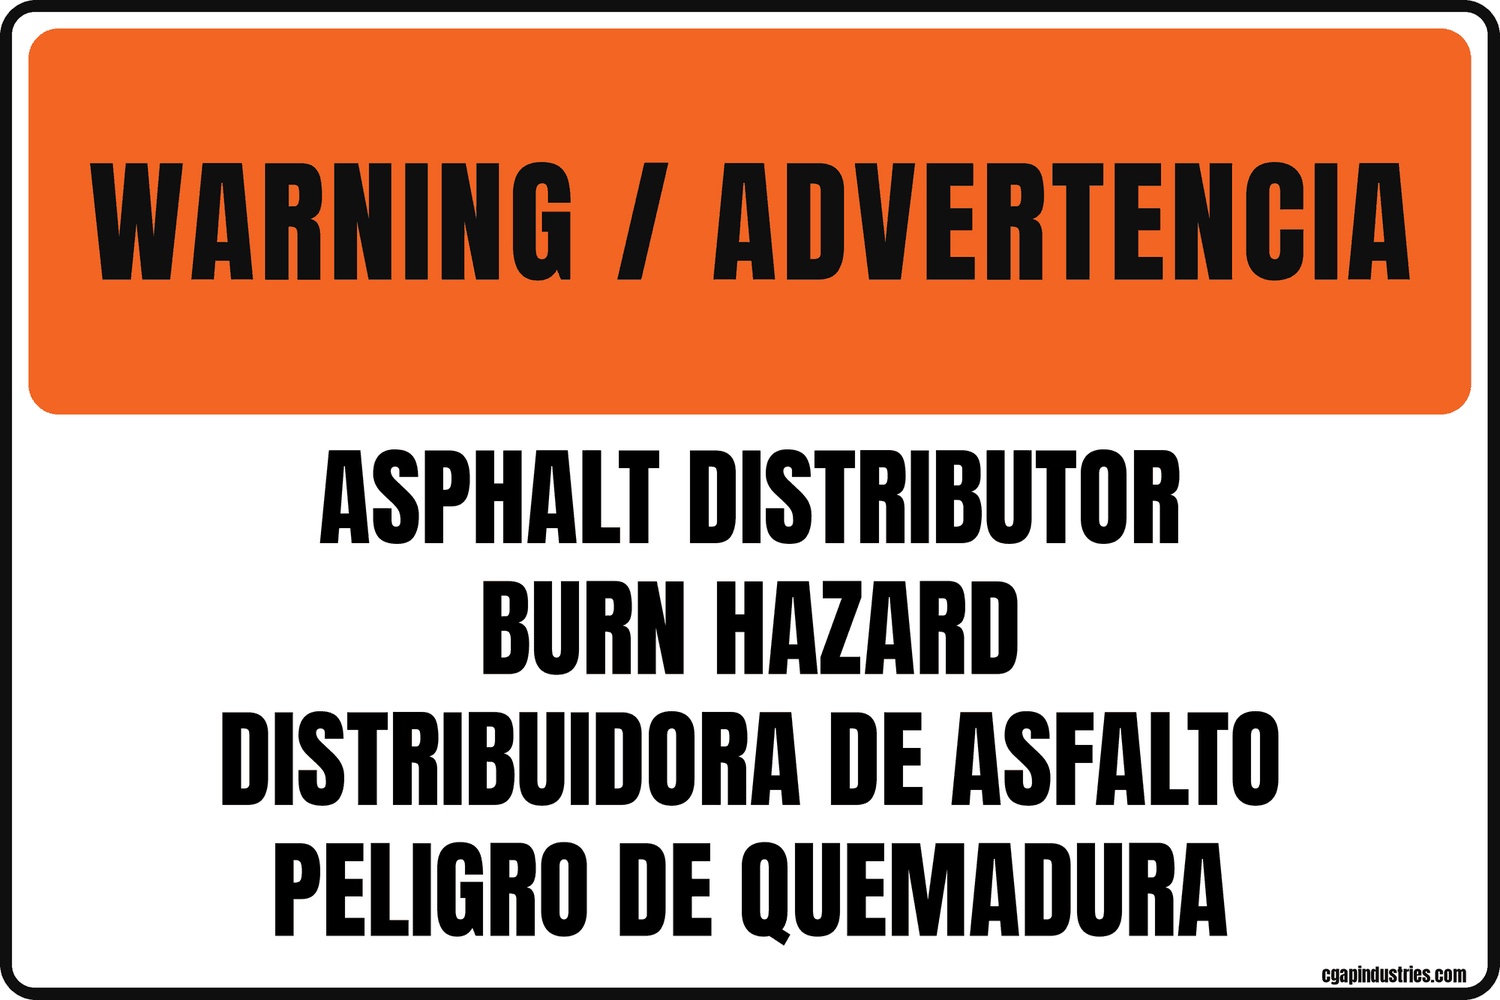 WARNING / ADVERTENCIA
ASPHALT DISTRIBUTOR
BURN HAZARD
DISTRIBUIDORA DE ASFALTO
PELIGRO DE QUEMADURA
cgapindustries.com